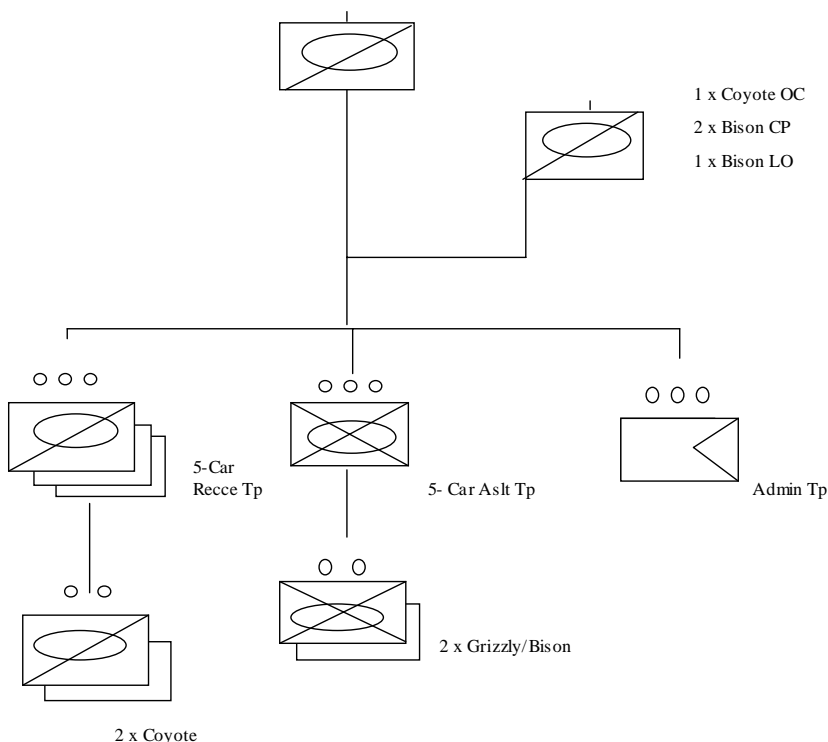 1 x Coyote OC
2 x Bison CP
1 x Bison LO
5-Car
Recce Tp
5- Car Aslt Tp
Admin Tp
2 x Grizzly/Bison
2 x Coyote